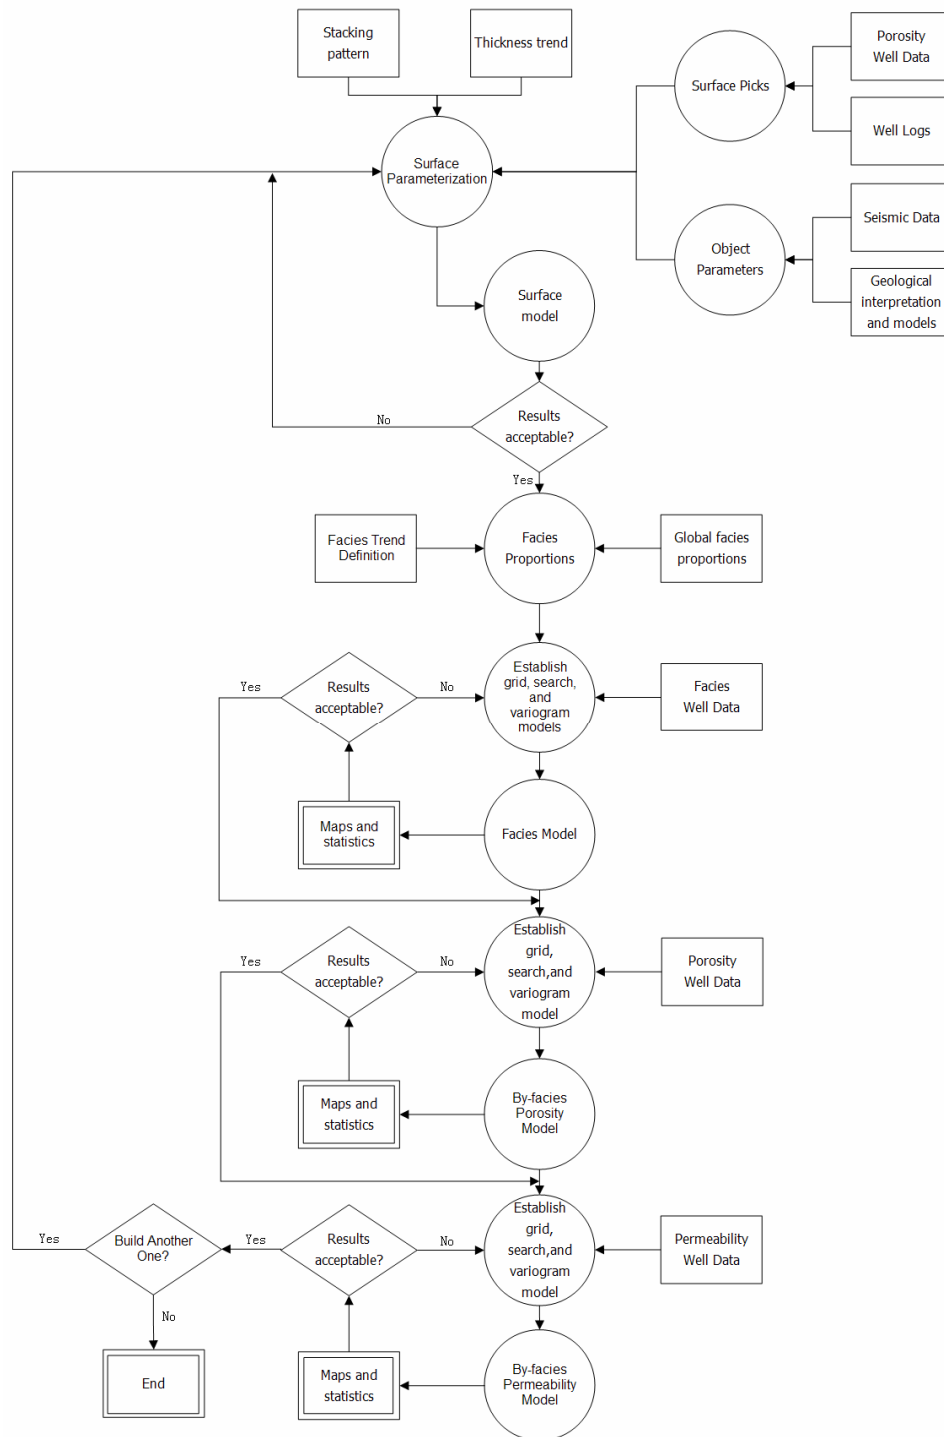 Stacking
pattern
Thickness trend
Porosity
Well Data
Surface Picks
Well Logs
Surface
Parameterization
Seismic Data
Object
Parameters
Geological
interpretation
and models
Surface
model
No
Results
acceptable?
Yes
Facies Trend
Definition
Facies
Proportions
Global facies
proportions
Yes
Results
acceptable?
No
Establish
grid, search,
and
variogram
models
Facies
Well Data
Maps and
statistics
Facies Model
Yes
Results
acceptable?
No
Establish
grid,
search,and
variogram
model
Porosity
Well Data
Maps and
statistics
By-facies
Porosity
Model
Yes
Build Another
One?
Yes
Results
acceptable?
No
Establish
grid,
search,and
variogram
model
Permeability
Well Data
No
End
Maps and
statistics
By-facies
Permeability
Model